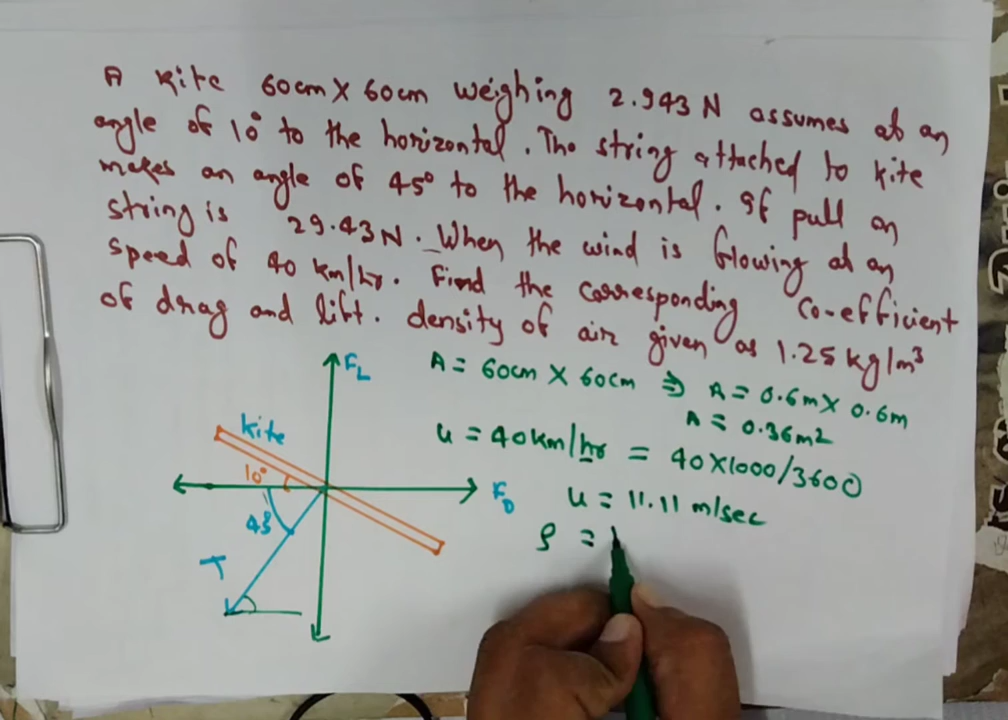 A Kite 60cm X 60cm weighing 2.943 N assumes at an
angle of 10° to the horizontal. The string attached to kite
makes an angle of 45° to the horizontal. If pull on
string is 29.43N. When the wind is flowing at an
speed of 40 km/hr. Find the corresponding co-efficient
of drag and lift. density of air given as 1.25 kg/m³
A = 60cm X 60cm ⇒ A = 0.6m X 0.6m
A = 0.36m²
u = 40km/hr = 40X1000/3600
u = 11.11 m/sec
ρ =
FL
kite
10°
FD
45
T